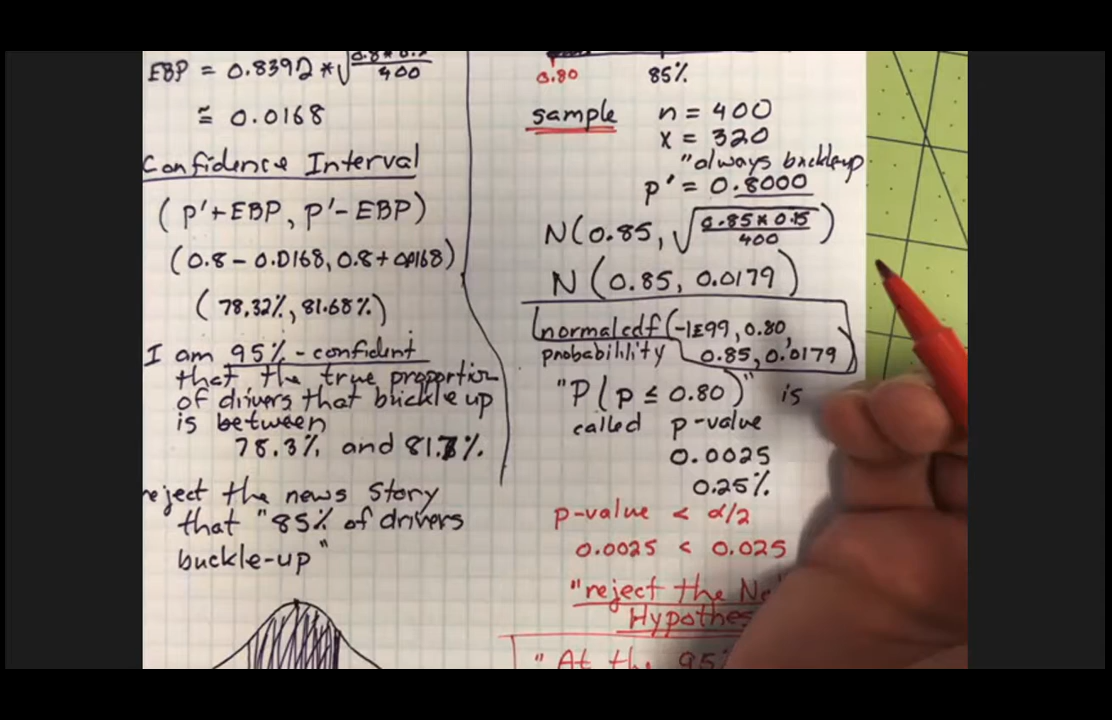 EBP = 0.8392 * √
400
≅ 0.0168
Confidence Interval
( p' + EBP, p' - EBP )
(0.8 - 0.0168, 0.8 + 0.0168)
( 78.32%, 81.68% )
I am 95% - confident
that the true proportion
of drivers that buckle up
is between
78.3% and 81.7%.
reject the news story
that "85% of drivers
buckle-up"
0.80 85%
sample n = 400
x = 320
"always buckleup
p' = 0.8000
N(0.85, √0.85 * 0.15 / 400 )
N (0.85, 0.0179)
normalcdf(-1E99, 0.80,
probabilility 0.85, 0.0179)
"P( p ≤ 0.80 )" is
called p-value
0.0025
0.25%
p-value < α/2
0.0025 < 0.025
"reject the
Hypothes
"At the 95